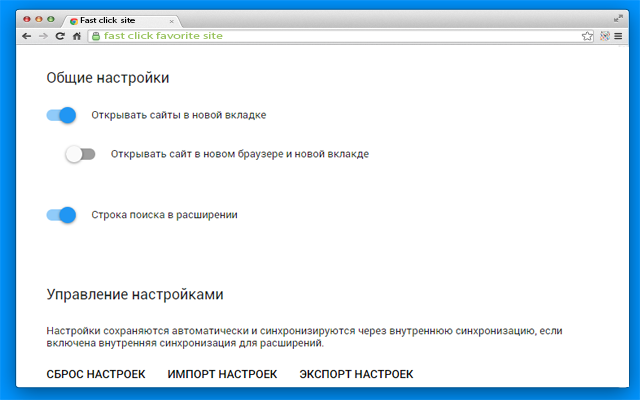 Fast click site
fast click favorite site
Общие настройки
Открывать сайты в новой вкладке
Открывать сайт в новом браузере и новой вклакде
Строка поиска в расширении
Управление настройками
Настройки сохраняются автоматически и синхронизируются через внутреннюю синхронизацию, если
включена внутренняя синхронизация для расширений.
СБРОС НАСТРОЕК ИМПОРТ НАСТРОЕК ЭКСПОРТ НАСТРОЕК